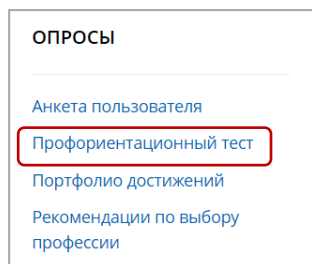 ОПРОСЫ
Анкета пользователя
Профориентационный тест
Портфолио достижений
Рекомендации по выбору
профессии